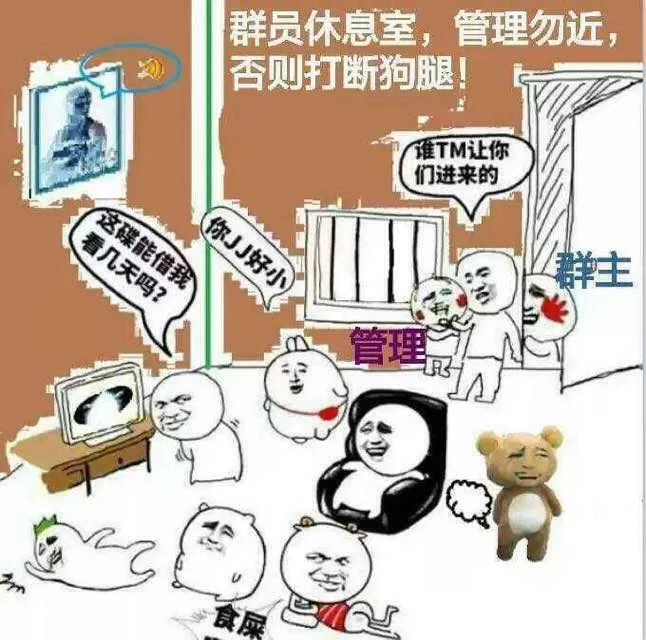 群员休息室，管理勿近，
否则打断狗腿！
谁TM让你
们进来的
这碟能借我
看几天吗？
你JJ好小
群主
管理
食屎